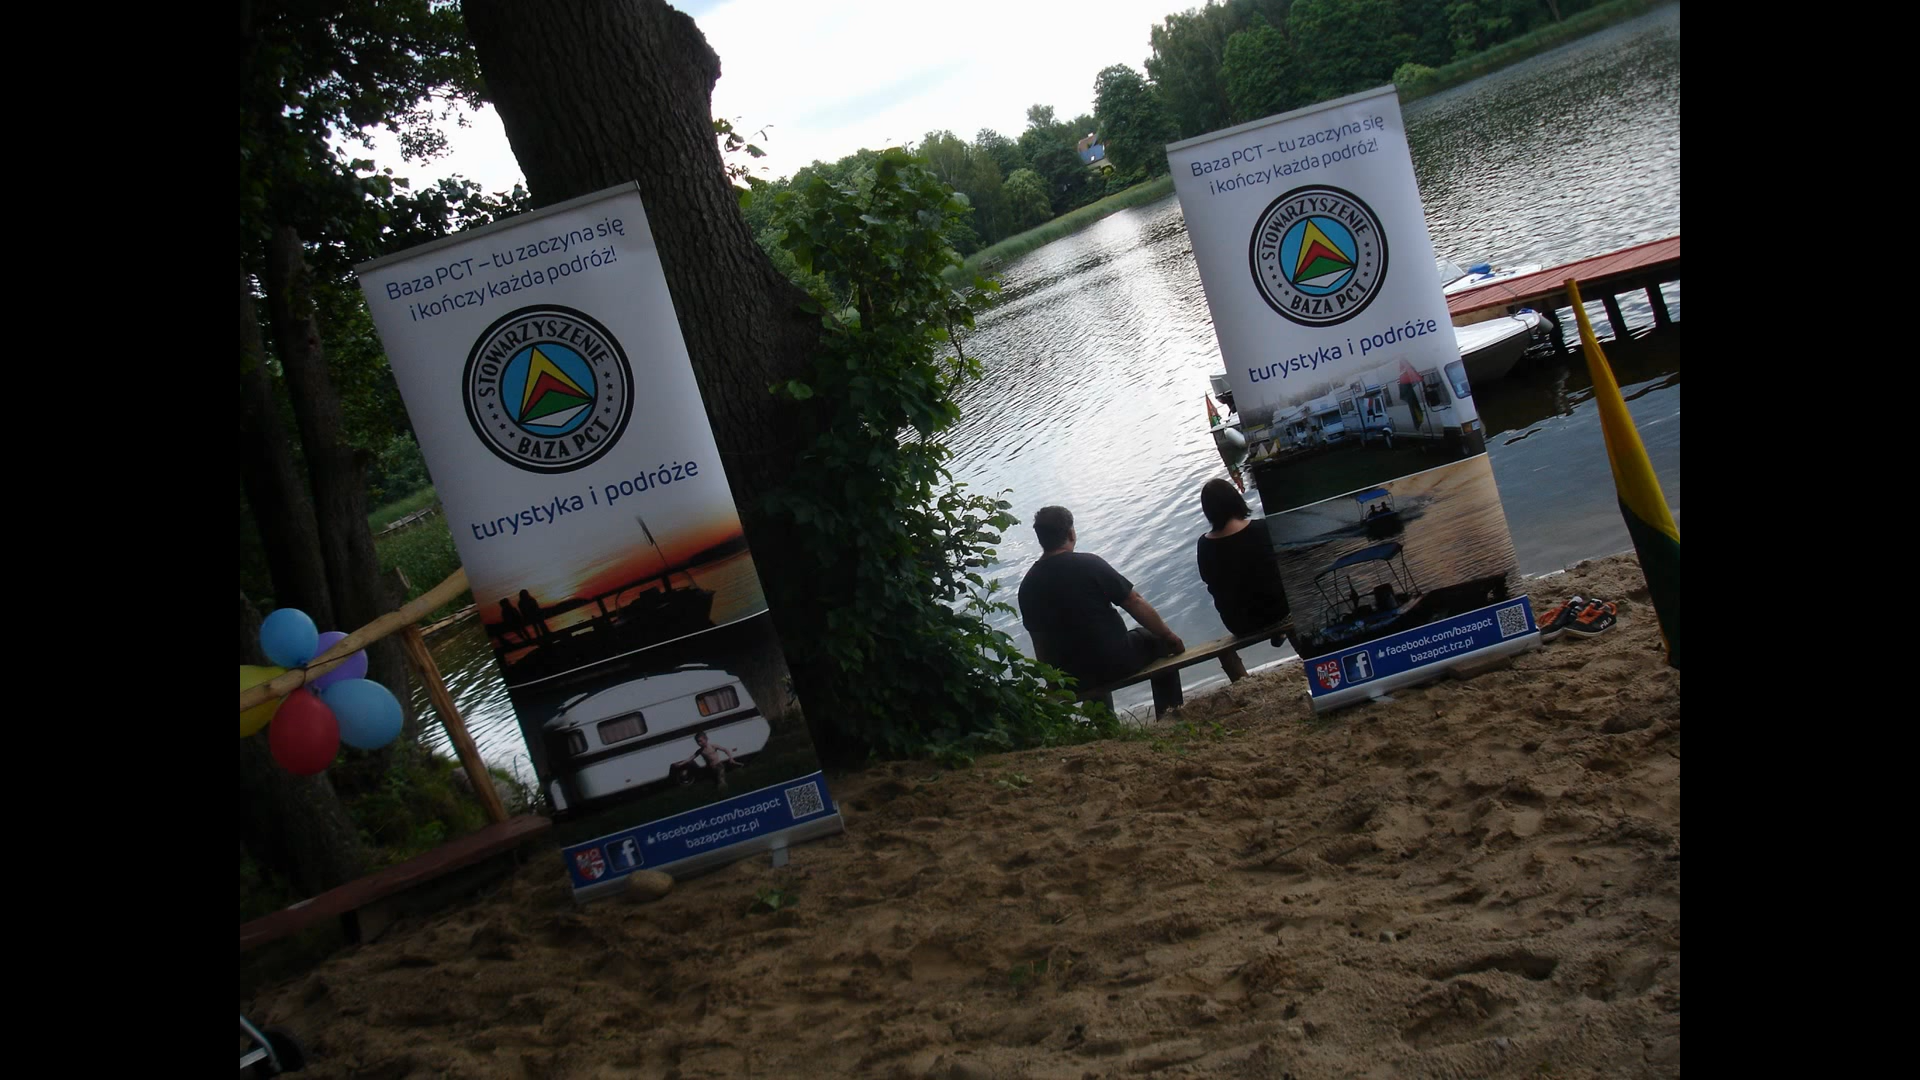 Baza PCT – tu zaczyna się
i kończy każda podróż!
STOWARZYSZENIE
BAZA PCT
turystyka i podróże
facebook.com/bazapct
bazapct.trz.pl
Baza PCT – tu zaczyna się
i kończy każda podróż!
STOWARZYSZENIE
BAZA PCT
turystyka i podróże
facebook.com/bazapct
bazapct.trz.pl